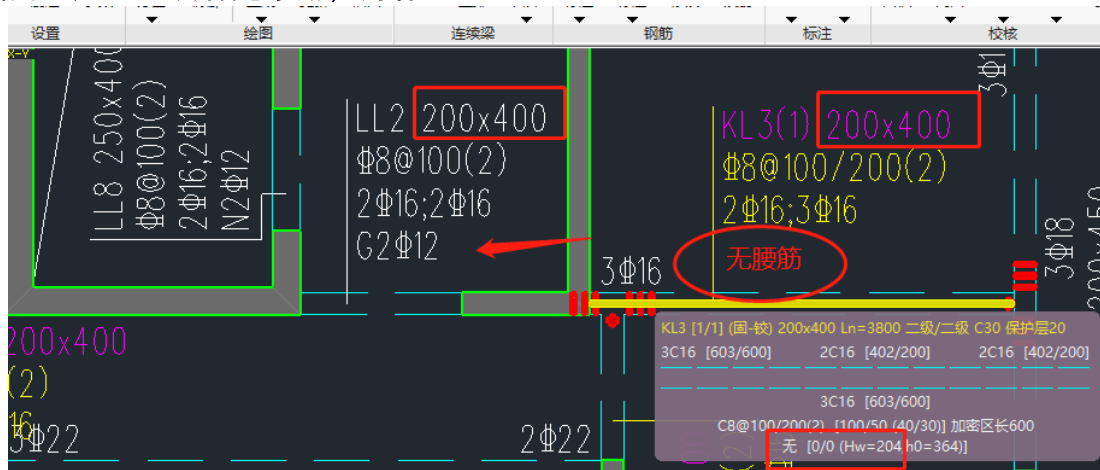 设置
绘图
连续梁
钢筋
标注
校核
x-y
LL8 250x400
Φ8@100(2)
2Φ16;2Φ16
N2Φ12
LL2 200x400
Φ8@100(2)
2Φ16;2Φ16
G2Φ12
KL3(1) 200x400
Φ8@100/200(2)
2Φ16;3Φ16
无腰筋
3Φ16
3Φ1
3Φ18
200x450
KL3 [1/1] (固-铰) 200x400 Ln=3800 二级/二级 C30 保护层20
3C16 [603/600]
2C16 [402/200]
2C16 [402/200]
3C16 [603/600]
C8@100/200(2) [100/50 (40/30)] 加密区长600
无 [0/0 (Hw=204,h0=364)]
200x400
(2)
16
3Φ22
2Φ22